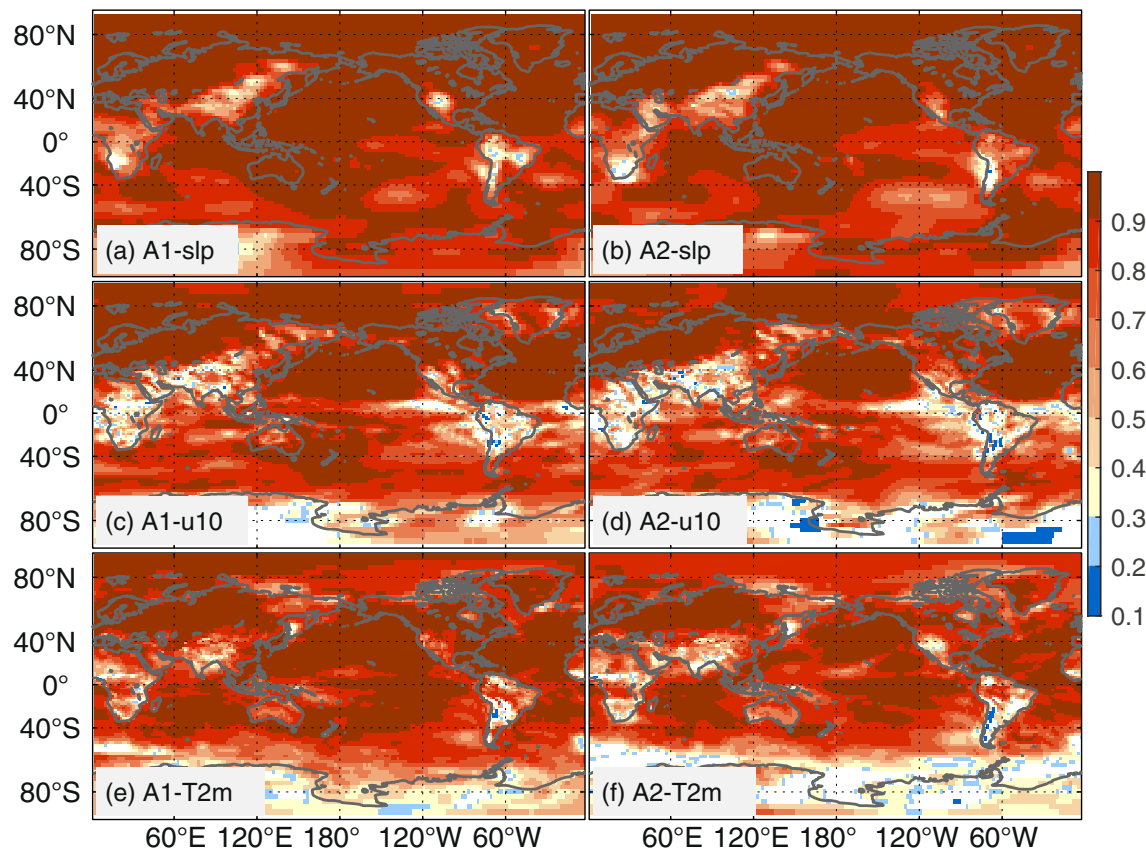 80°N
40°N
0°
40°S
80°S
(a) A1-slp
(b) A2-slp
80°N
40°N
0°
40°S
80°S
(c) A1-u10
(d) A2-u10
80°N
40°N
0°
40°S
80°S
(e) A1-T2m
(f) A2-T2m
60°E 120°E 180° 120°W 60°W
60°E 120°E 180° 120°W 60°W
0.9
0.8
0.7
0.6
0.5
0.4
0.3
0.2
0.1